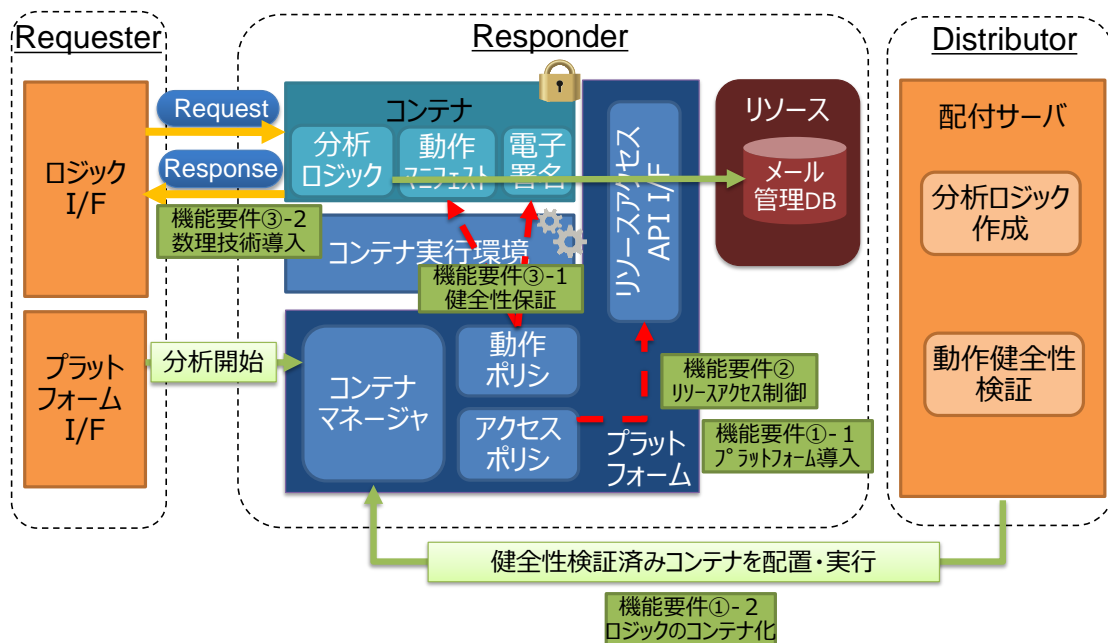 Requester
Responder
Distributor
ロジック
I/F
Request
Response
コンテナ
分析
ロジック
動作
マニフェスト
電子
署名
リソースアクセス
API I/F
リソース
メール
管理DB
配付サーバ
分析ロジック
作成
動作健全性
検証
機能要件③-2
数理技術導入
コンテナ実行環境
機能要件③-1
健全性保証
プラット
フォーム
I/F
分析開始
コンテナ
マネージャ
動作
ポリシ
アクセス
ポリシ
機能要件②
リソースアクセス制御
機能要件①-1
プラットフォーム導入
プラット
フォーム
健全性検証済みコンテナを配置・実行
機能要件①-2
ロジックのコンテナ化